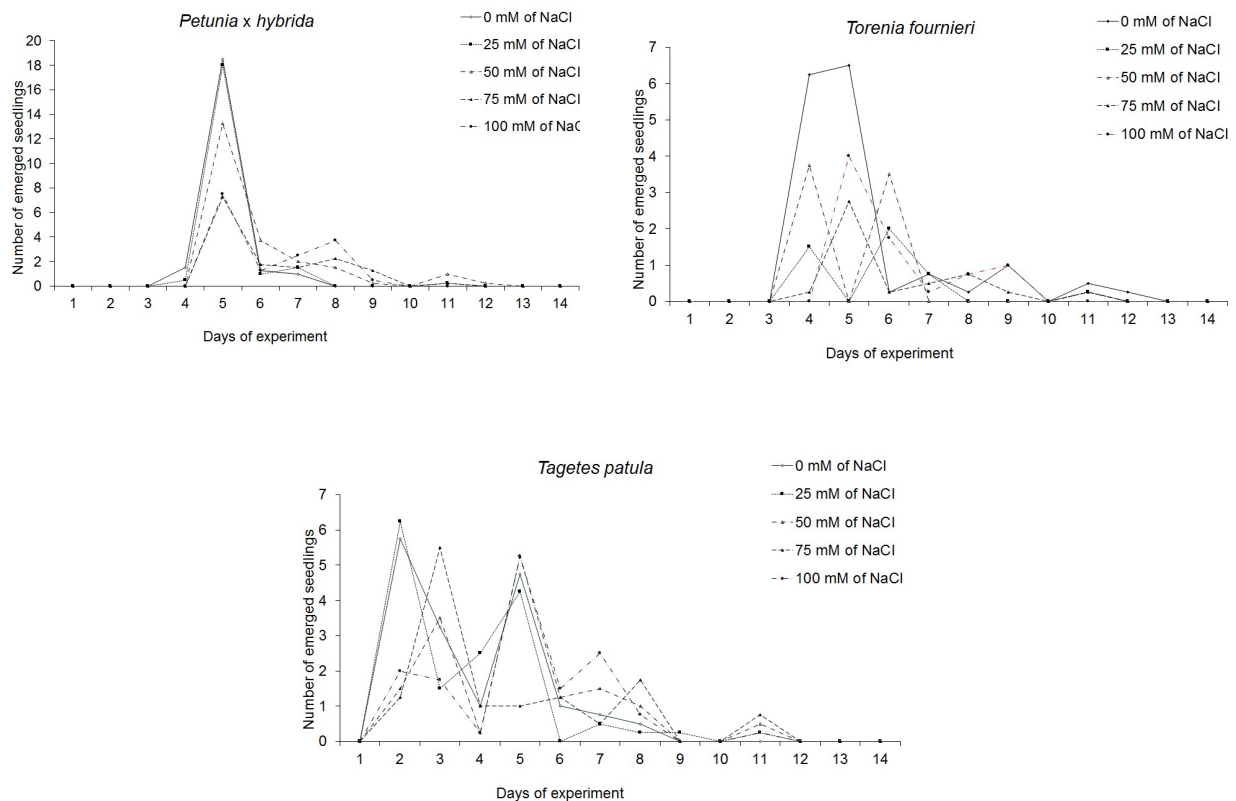 Petunia x hybrida
0 mM of NaCl
25 mM of NaCl
50 mM of NaCl
75 mM of NaCl
100 mM of NaC
Number of emerged seedlings
20
18
16
14
12
10
8
6
4
2
0
1 2 3 4 5 6 7 8 9 10 11 12 13 14
Days of experiment
Torenia fournieri
0 mM of NaCl
25 mM of NaCl
50 mM of NaCl
75 mM of NaCl
100 mM of NaCl
Number of emerged seedlings
7
6
5
4
3
2
1
0
1 2 3 4 5 6 7 8 9 10 11 12 13 14
Days of experiment
Tagetes patula
0 mM of NaCl
25 mM of NaCl
50 mM of NaCl
75 mM of NaCl
100 mM of NaCl
Number of emerged seedlings
7
6
5
4
3
2
1
0
1 2 3 4 5 6 7 8 9 10 11 12 13 14
Days of experiment